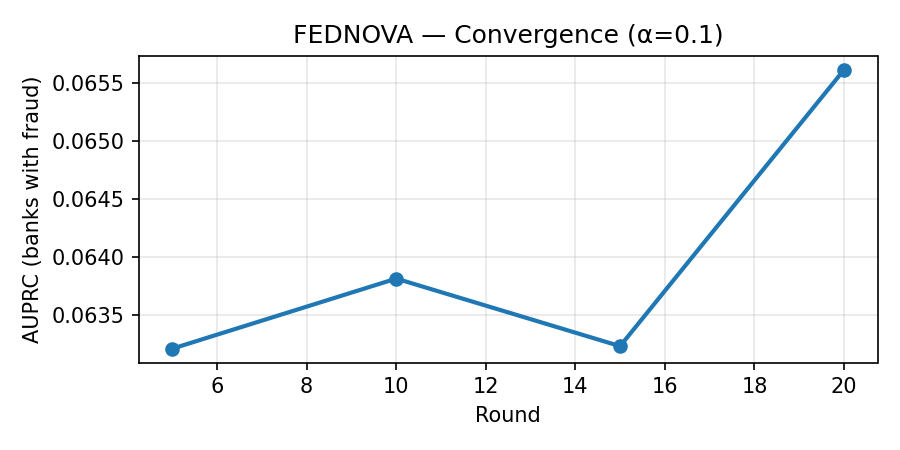 FEDNOVA — Convergence (α=0.1)
AUPRC (banks with fraud)
0.0655
0.0650
0.0645
0.0640
0.0635
6 8 10 12 14 16 18 20
Round